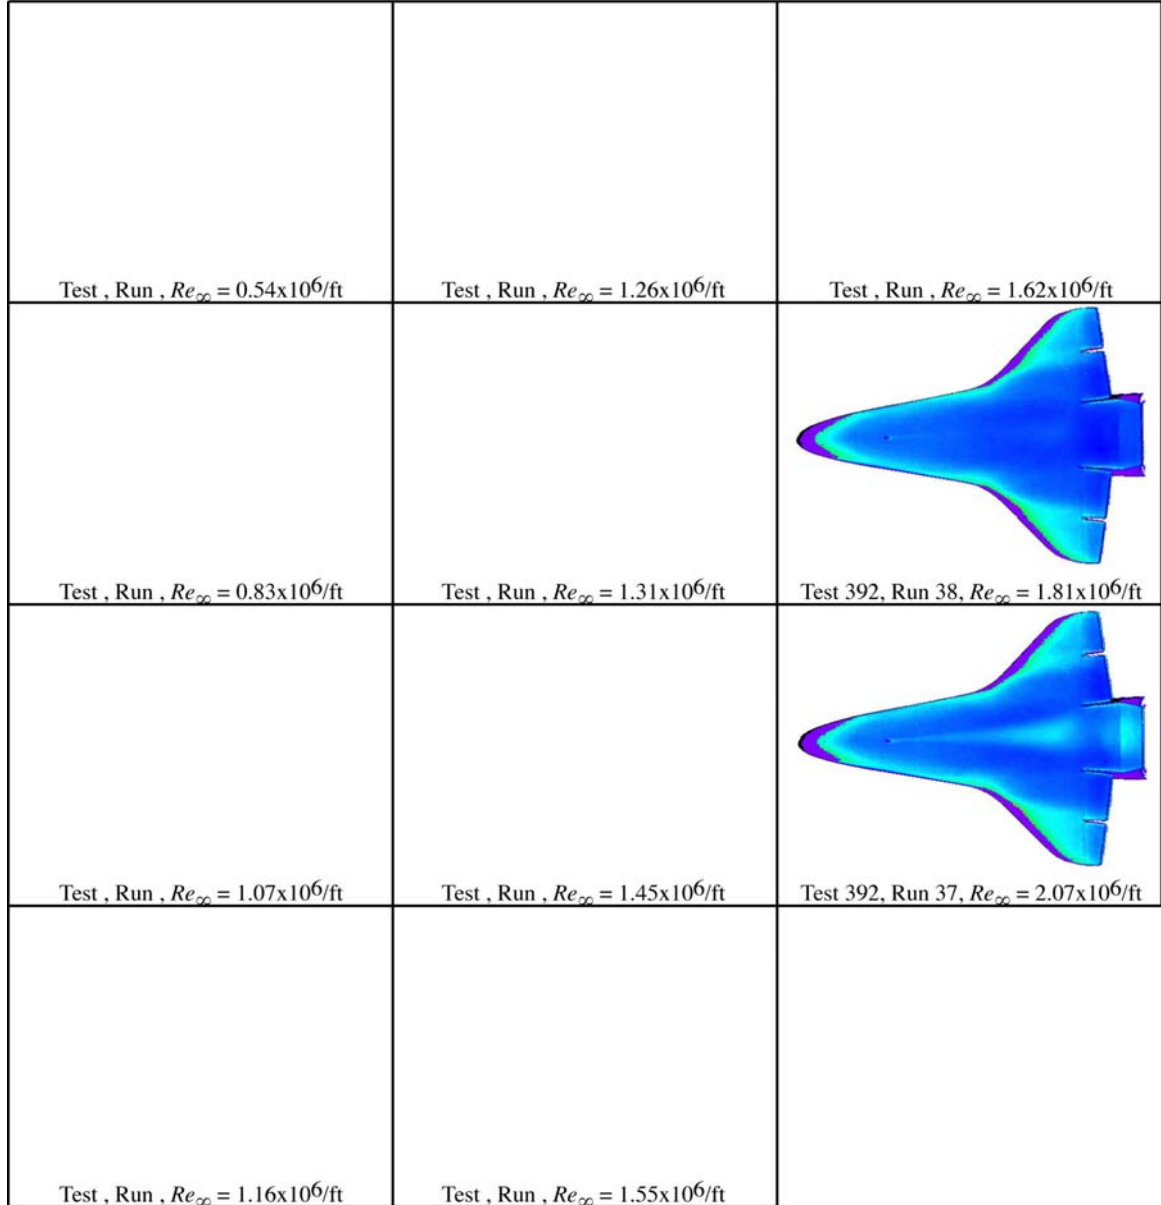 Test , Run , Re∞ = 0.54x10⁶/ft
Test , Run , Re∞ = 1.26x10⁶/ft
Test , Run , Re∞ = 1.62x10⁶/ft
Test , Run , Re∞ = 0.83x10⁶/ft
Test , Run , Re∞ = 1.31x10⁶/ft
Test 392, Run 38, Re∞ = 1.81x10⁶/ft
Test , Run , Re∞ = 1.07x10⁶/ft
Test , Run , Re∞ = 1.45x10⁶/ft
Test 392, Run 37, Re∞ = 2.07x10⁶/ft
Test , Run , Re∞ = 1.16x10⁶/ft
Test , Run , Re∞ = 1.55x10⁶/ft